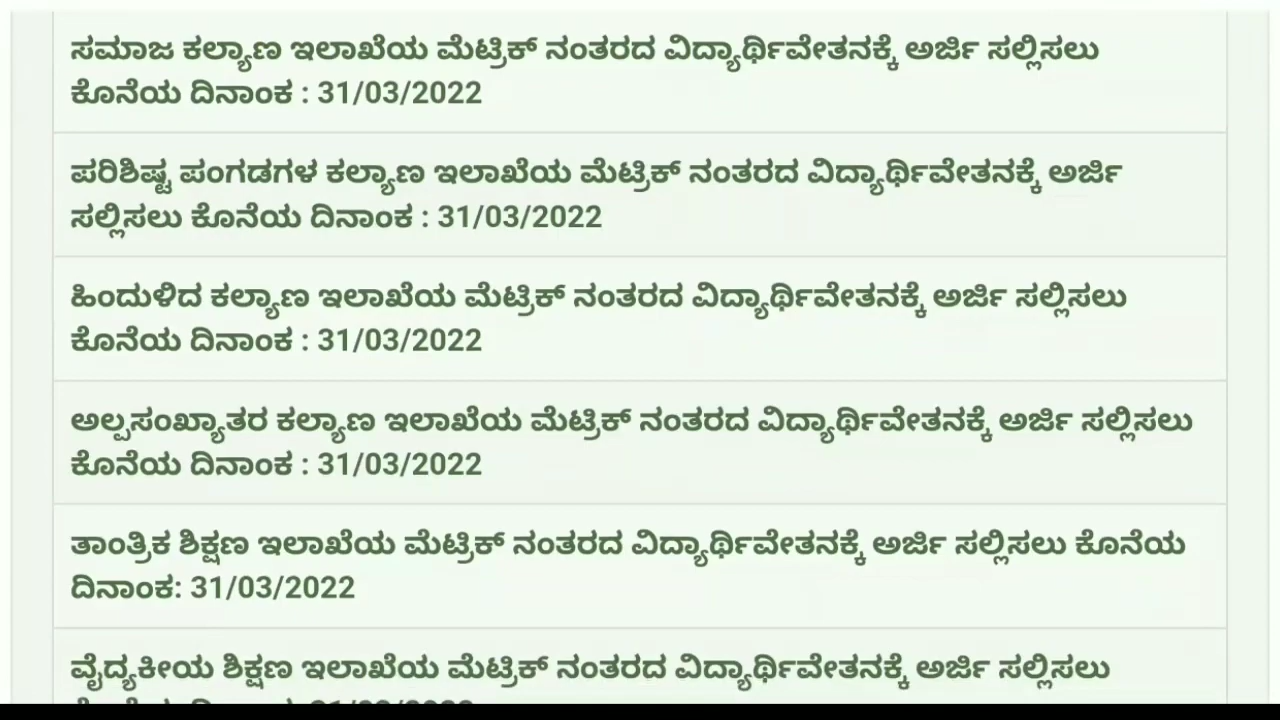 ಸಮಾಜ ಕಲ್ಯಾಣ ಇಲಾಖೆಯ ಮೆಟ್ರಿಕ್ ನಂತರದ ವಿದ್ಯಾರ್ಥಿವೇತನಕ್ಕೆ ಅರ್ಜಿ ಸಲ್ಲಿಸಲು
ಕೊನೆಯ ದಿನಾಂಕ : 31/03/2022
ಪರಿಶಿಷ್ಟ ಪಂಗಡಗಳ ಕಲ್ಯಾಣ ಇಲಾಖೆಯ ಮೆಟ್ರಿಕ್ ನಂತರದ ವಿದ್ಯಾರ್ಥಿವೇತನಕ್ಕೆ ಅರ್ಜಿ
ಸಲ್ಲಿಸಲು ಕೊನೆಯ ದಿನಾಂಕ : 31/03/2022
ಹಿಂದುಳಿದ ಕಲ್ಯಾಣ ಇಲಾಖೆಯ ಮೆಟ್ರಿಕ್ ನಂತರದ ವಿದ್ಯಾರ್ಥಿವೇತನಕ್ಕೆ ಅರ್ಜಿ ಸಲ್ಲಿಸಲು
ಕೊನೆಯ ದಿನಾಂಕ : 31/03/2022
ಅಲ್ಪಸಂಖ್ಯಾತರ ಕಲ್ಯಾಣ ಇಲಾಖೆಯ ಮೆಟ್ರಿಕ್ ನಂತರದ ವಿದ್ಯಾರ್ಥಿವೇತನಕ್ಕೆ ಅರ್ಜಿ ಸಲ್ಲಿಸಲು
ಕೊನೆಯ ದಿನಾಂಕ : 31/03/2022
ತಾಂತ್ರಿಕ ಶಿಕ್ಷಣ ಇಲಾಖೆಯ ಮೆಟ್ರಿಕ್ ನಂತರದ ವಿದ್ಯಾರ್ಥಿವೇತನಕ್ಕೆ ಅರ್ಜಿ ಸಲ್ಲಿಸಲು ಕೊನೆಯ
ದಿನಾಂಕ: 31/03/2022
ವೈದ್ಯಕೀಯ ಶಿಕ್ಷಣ ಇಲಾಖೆಯ ಮೆಟ್ರಿಕ್ ನಂತರದ ವಿದ್ಯಾರ್ಥಿವೇತನಕ್ಕೆ ಅರ್ಜಿ ಸಲ್ಲಿಸಲು